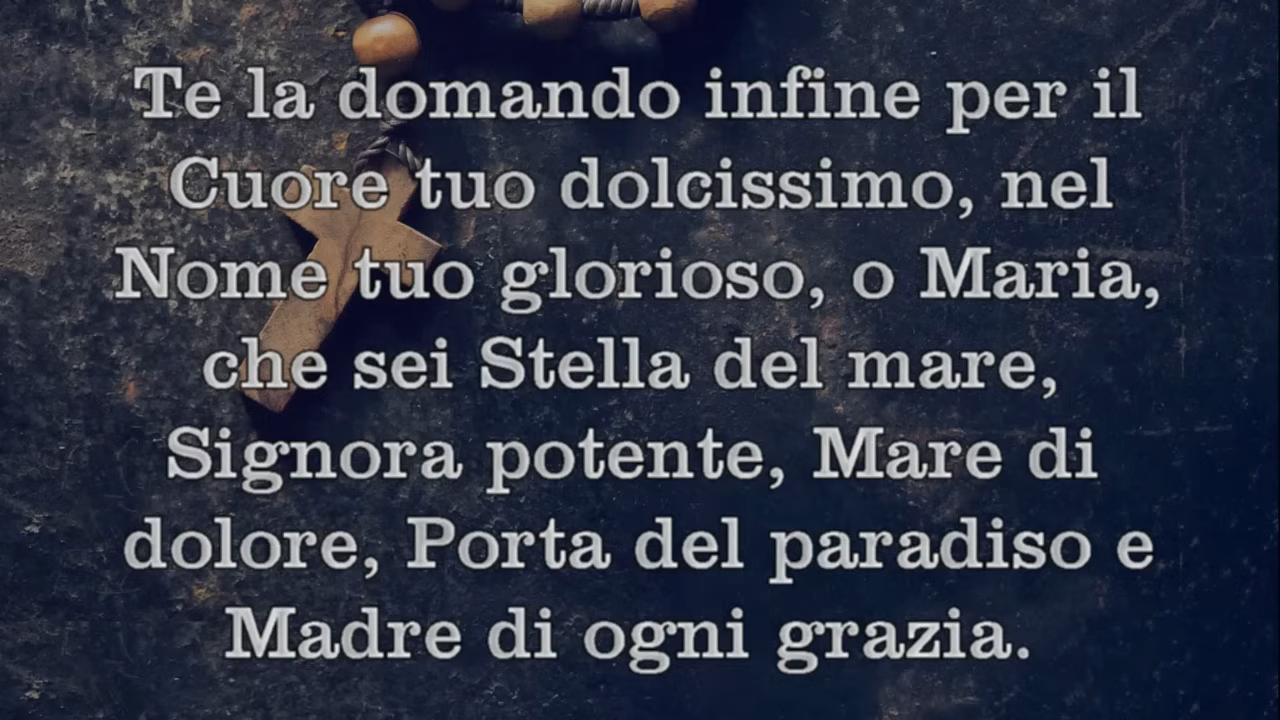 Te la domando infine per il
Cuore tuo dolcissimo, nel
Nome tuo glorioso, o Maria,
che sei Stella del mare,
Signora potente, Mare di
dolore, Porta del paradiso e
Madre di ogni grazia.